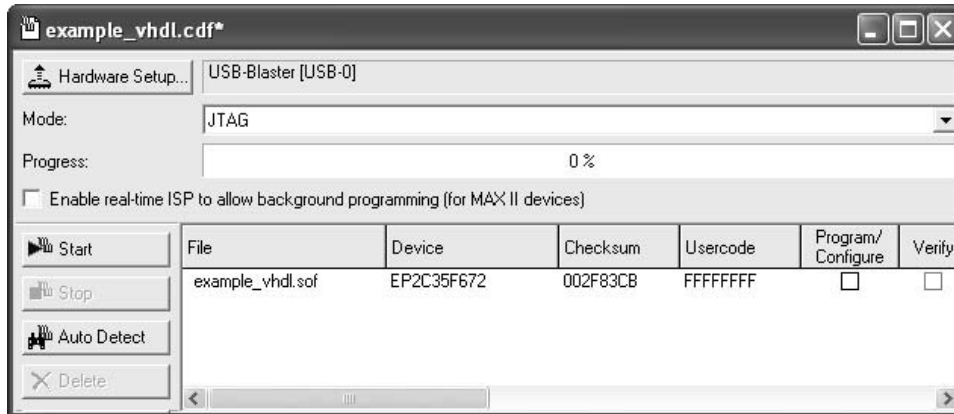 example_vhdl.cdf*
Hardware Setup... USB-Blaster [USB-0]
Mode: JTAG
Progress: 0 %
Enable real-time ISP to allow background programming (for MAX II devices)
Start
Stop
Auto Detect
Delete
File Device Checksum Usercode Program/ Verify
Configure
example_vhdl.sof EP2C35F672 002F83CB FFFFFFFF